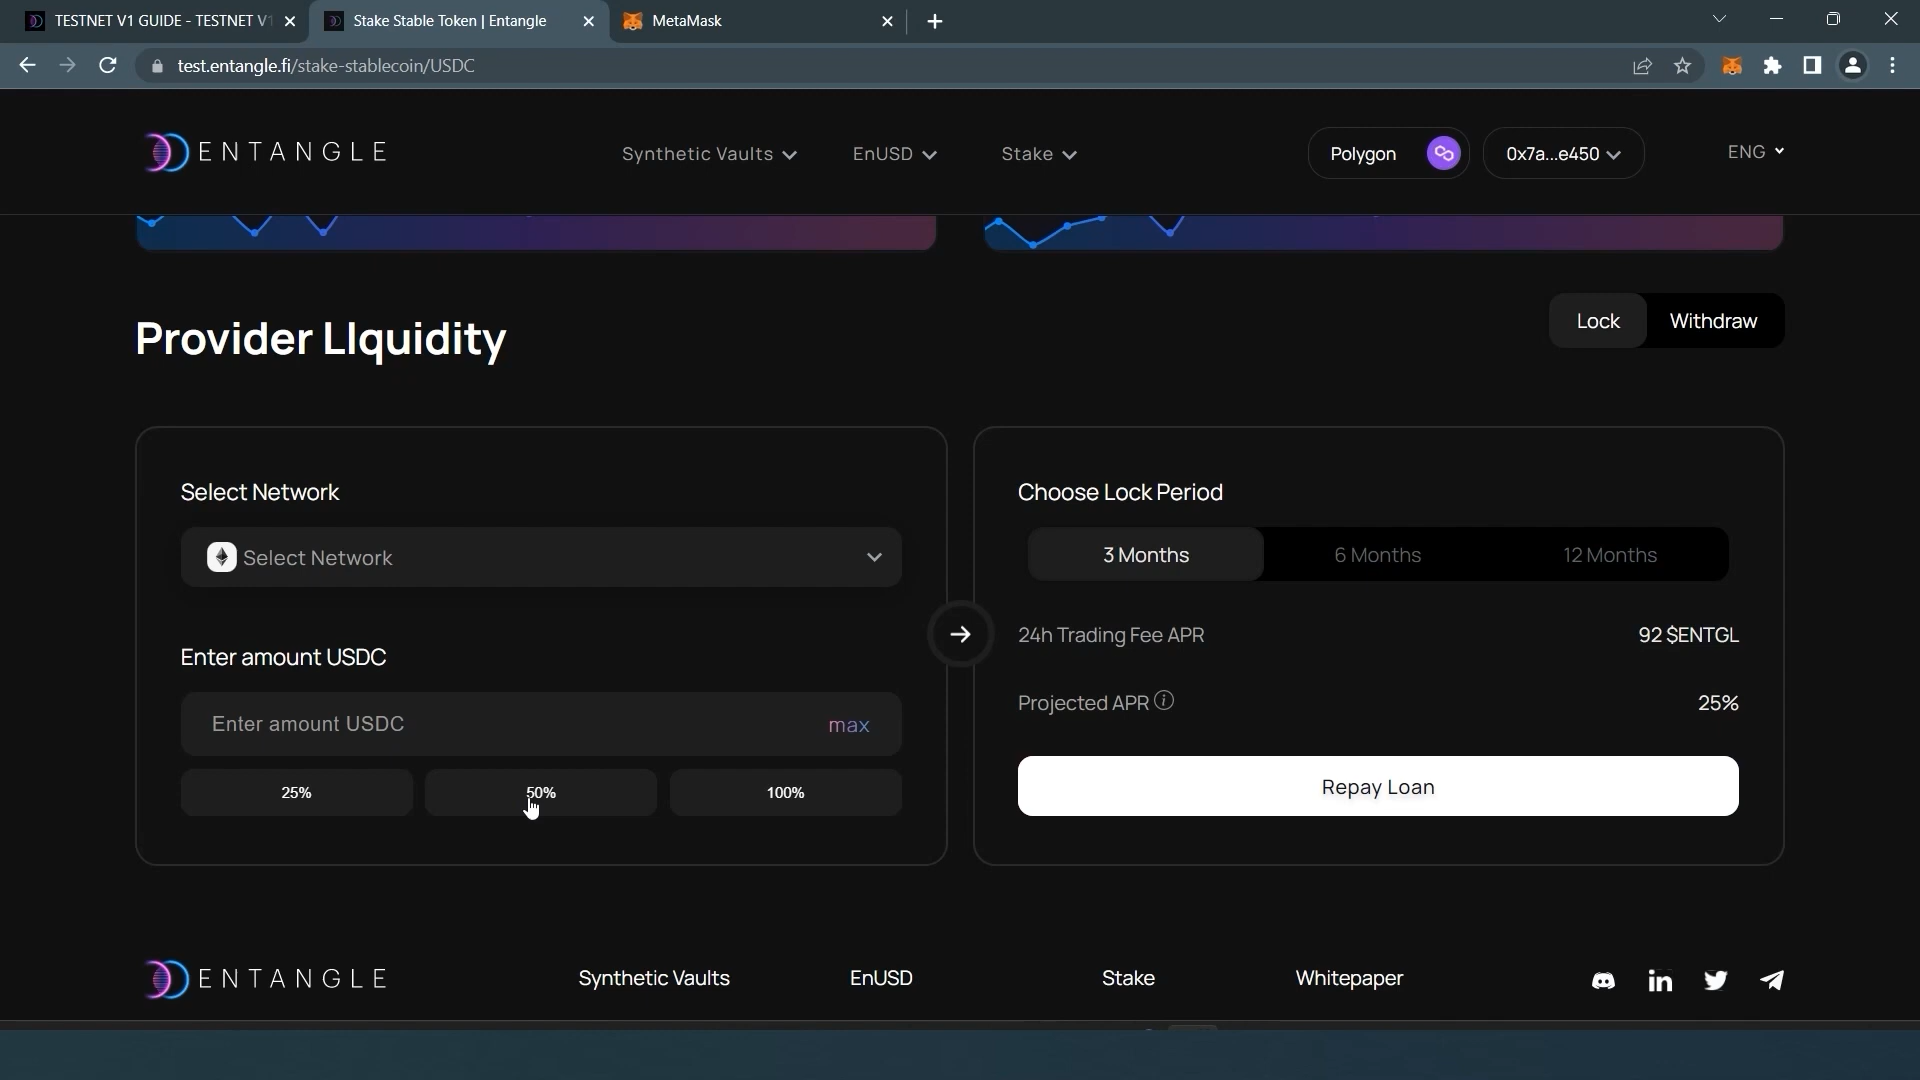 TESTNET V1 GUIDE - TESTNET V1
Stake Stable Token | Entangle
MetaMask
test.entangle.fi/stake-stablecoin/USDC
ENTANGLE
Synthetic Vaults
EnUSD
Stake
Polygon
0x7a...e450
ENG
Provider LIquidity
Lock
Withdraw
Select Network
Select Network
Enter amount USDC
Enter amount USDC
max
25%
50%
100%
Choose Lock Period
3 Months
6 Months
12 Months
24h Trading Fee APR
92 $ENTGL
Projected APR
25%
Repay Loan
ENTANGLE
Synthetic Vaults
EnUSD
Stake
Whitepaper